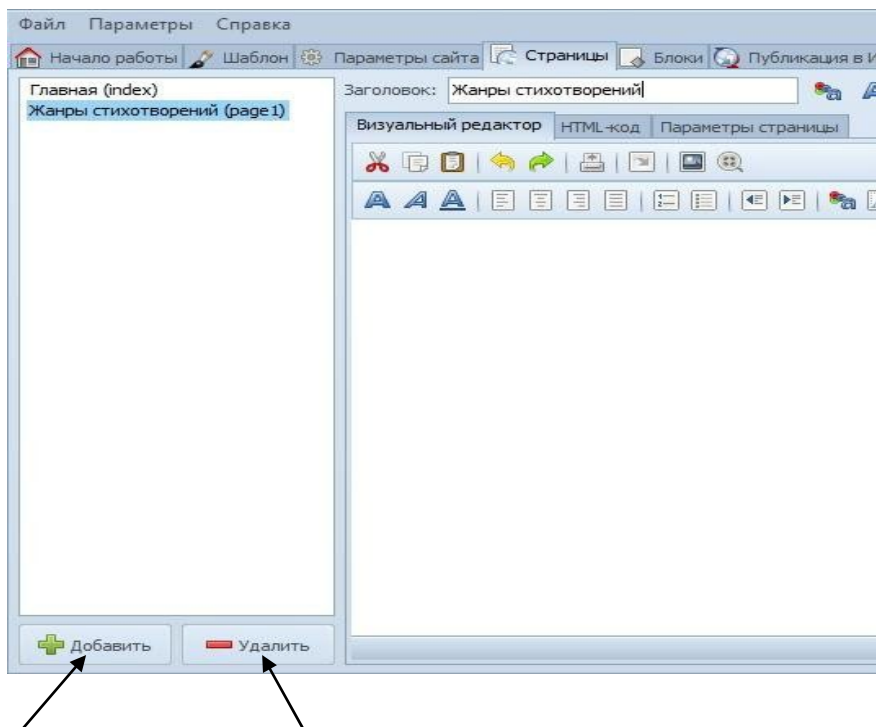 Файл Параметры Справка
Начало работы Шаблон Параметры сайта Страницы Блоки Публикация в И
Главная (index)
Жанры стихотворений (page1)
Заголовок: Жанры стихотворений
Визуальный редактор HTML-код Параметры страницы
Добавить Удалить